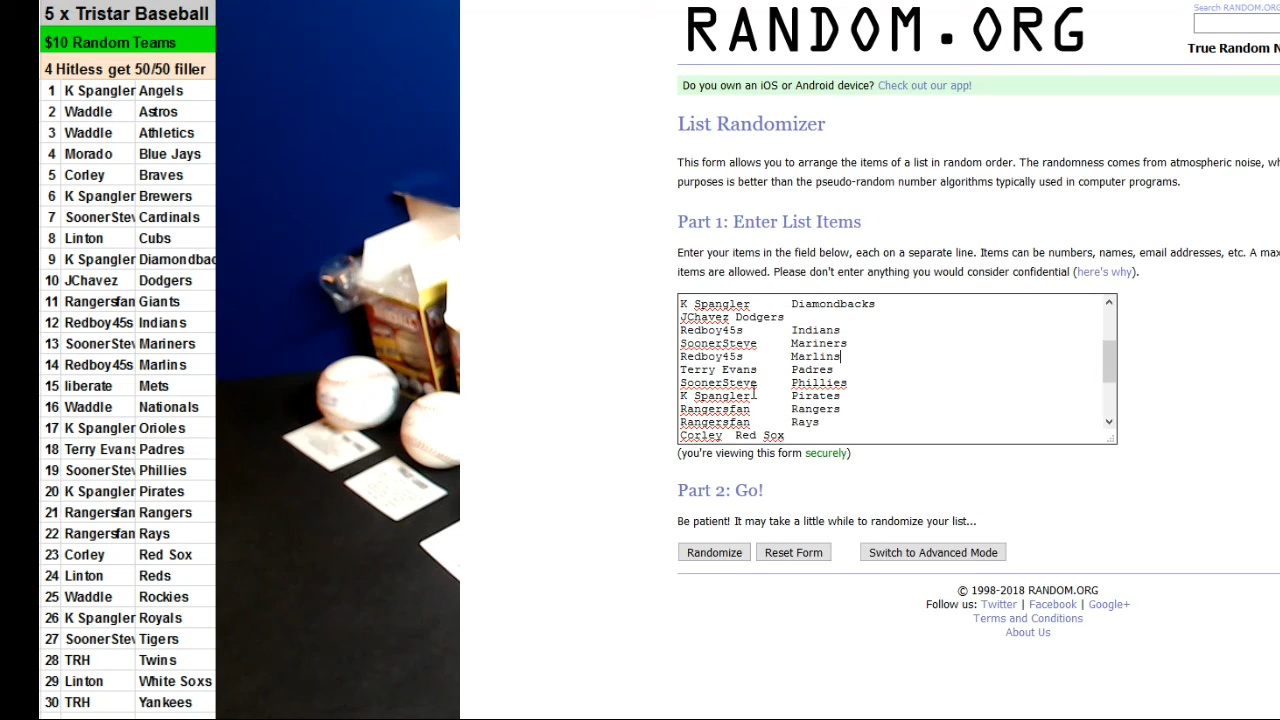 5 x Tristar Baseball
$10 Random Teams
4 Hitless get 50/50 filler
1 K Spangler Angels
2 Waddle Astros
3 Waddle Athletics
4 Morado Blue Jays
5 Corley Braves
6 K Spangler Brewers
7 SoonerStev Cardinals
8 Linton Cubs
9 K Spangler Diamondbac
10 JChavez Dodgers
11 Rangersfan Giants
12 Redboy45s Indians
13 SoonerStev Mariners
14 Redboy45s Marlins
15 liberate Mets
16 Waddle Nationals
17 K Spangler Orioles
18 Terry Evans Padres
19 SoonerStev Phillies
20 K Spangler Pirates
21 Rangersfan Rangers
22 Rangersfan Rays
23 Corley Red Sox
24 Linton Reds
25 Waddle Rockies
26 K Spangler Royals
27 SoonerStev Tigers
28 TRH Twins
29 Linton White Soxs
30 TRH Yankees
RANDOM.ORG
Search RANDOM.ORG
True Random N
Do you own an iOS or Android device? Check out our app!
List Randomizer
This form allows you to arrange the items of a list in random order. The randomness comes from atmospheric noise, wh
purposes is better than the pseudo-random number algorithms typically used in computer programs.
Part 1: Enter List Items
Enter your items in the field below, each on a separate line. Items can be numbers, names, email addresses, etc. A max
items are allowed. Please don't enter anything you would consider confidential (here's why).
K Spangler Diamondbacks
JChavez Dodgers
Redboy45s Indians
SoonerSteve Mariners
Redboy45s Marlins
Terry Evans Padres
SoonerSteve Phillies
K Spangler Pirates
Rangersfan Rangers
Rangersfan Rays
Corley Red Sox
(you're viewing this form securely)
Part 2: Go!
Be patient! It may take a little while to randomize your list...
Randomize Reset Form Switch to Advanced Mode
© 1998-2018 RANDOM.ORG
Follow us: Twitter | Facebook | Google+
Terms and Conditions
About Us